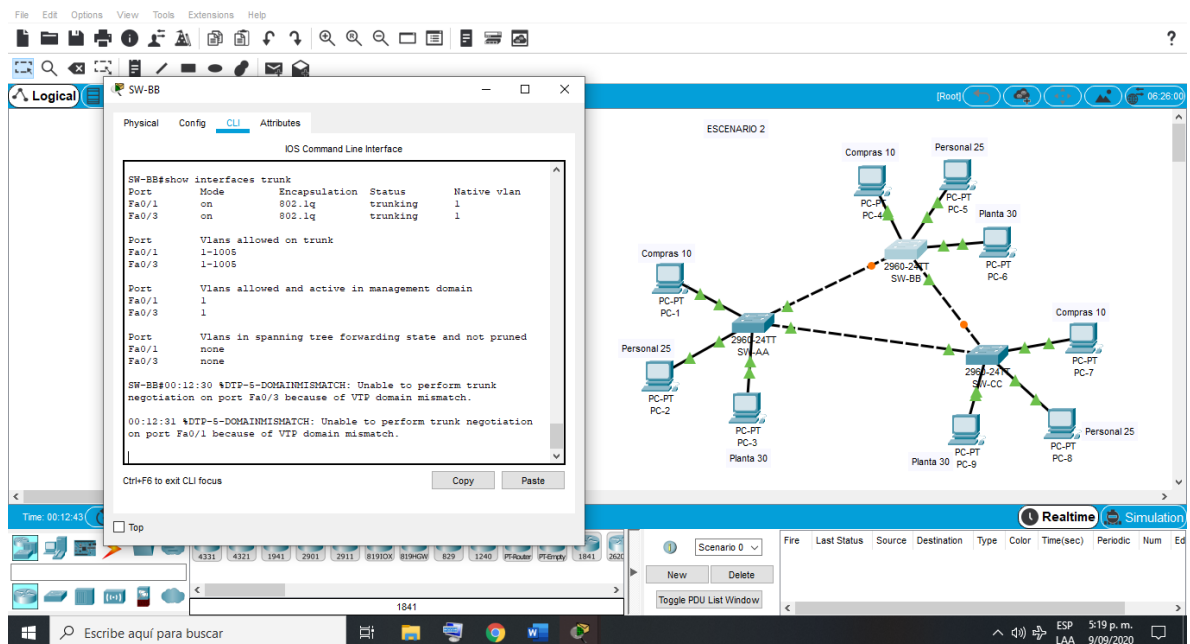 File Edit Options View Tools Extensions Help
?
Logical
[Root]
06:26:00
SW-BB
Physical Config CLI Attributes
IOS Command Line Interface
SW-BB#show interfaces trunk
Port Mode Encapsulation Status Native vlan
Fa0/1 on 802.1q trunking 1
Fa0/3 on 802.1q trunking 1
Port Vlans allowed on trunk
Fa0/1 1-1005
Fa0/3 1-1005
Port Vlans allowed and active in management domain
Fa0/1 1
Fa0/3 1
Port Vlans in spanning tree forwarding state and not pruned
Fa0/1 none
Fa0/3 none
SW-BB#00:12:30 %DTP-5-DOMAINMISMATCH: Unable to perform trunk
negotiation on port Fa0/3 because of VTP domain mismatch.
00:12:31 %DTP-5-DOMAINMISMATCH: Unable to perform trunk negotiation
on port Fa0/1 because of VTP domain mismatch.
Ctrl+F6 to exit CLI focus
Copy Paste
Top
ESCENARIO 2
Compras 10
PC-PT
PC-4
Personal 25
PC-PT
PC-5
Planta 30
PC-PT
PC-6
2960-24TT
SW-BB
Compras 10
PC-PT
PC-1
2960-24TT
SW-AA
Personal 25
PC-PT
PC-2
PC-PT
PC-3
Planta 30
Compras 10
PC-PT
PC-7
2960-24TT
SW-CC
Personal 25
PC-PT
PC-8
Planta 30
PC-PT
PC-9
Time: 00:12:43
Realtime Simulation
4331 4321 1941 2901 2911 819IOX 819HGW 829 1240 PT-Router PT-Empty 1841 2620
1841
Scenario 0
New Delete
Toggle PDU List Window
Fire Last Status Source Destination Type Color Time(sec) Periodic Num Ed
Escribe aquí para buscar
ESP
LAA
5:19 p. m.
9/09/2020